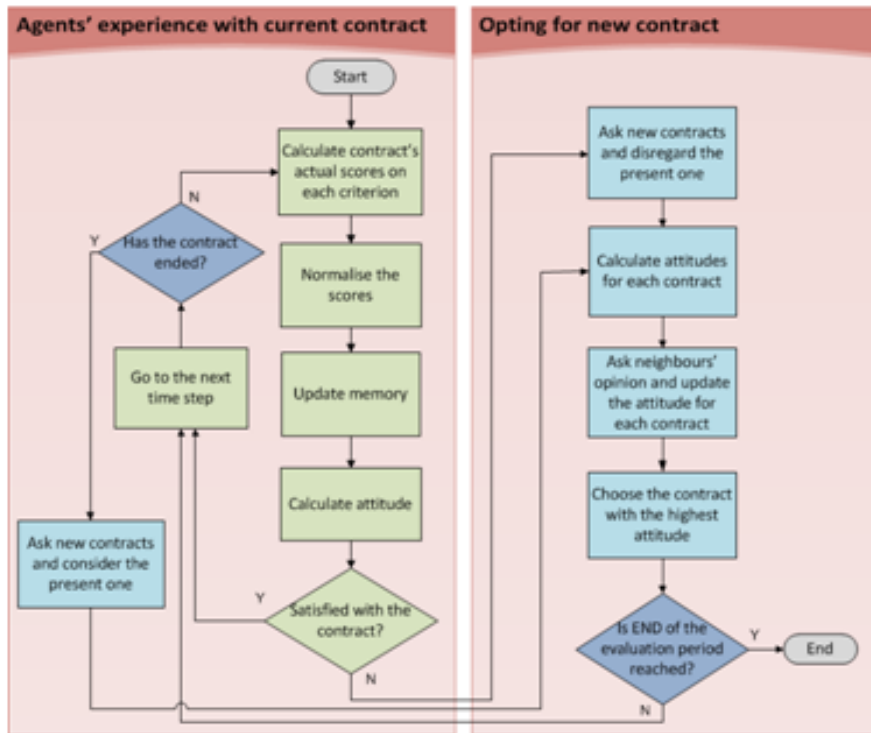 Agents' experience with current contract
Start
Calculate contract's
actual scores on
each criterion
N
Y
Has the contract
ended?
Normalise the
scores
Go to the next
time step
Update memory
Calculate attitude
Ask new contracts
and consider the
present one
Y
Satisfied with the
contract?
N
Opting for new contract
Ask new contracts
and disregard the
present one
Calculate attitudes
for each contract
Ask neighbours'
opinion and update
the attitude for
each contract
Choose the contract
with the highest
attitude
Is END of the
evaluation period
reached?
Y
End
N